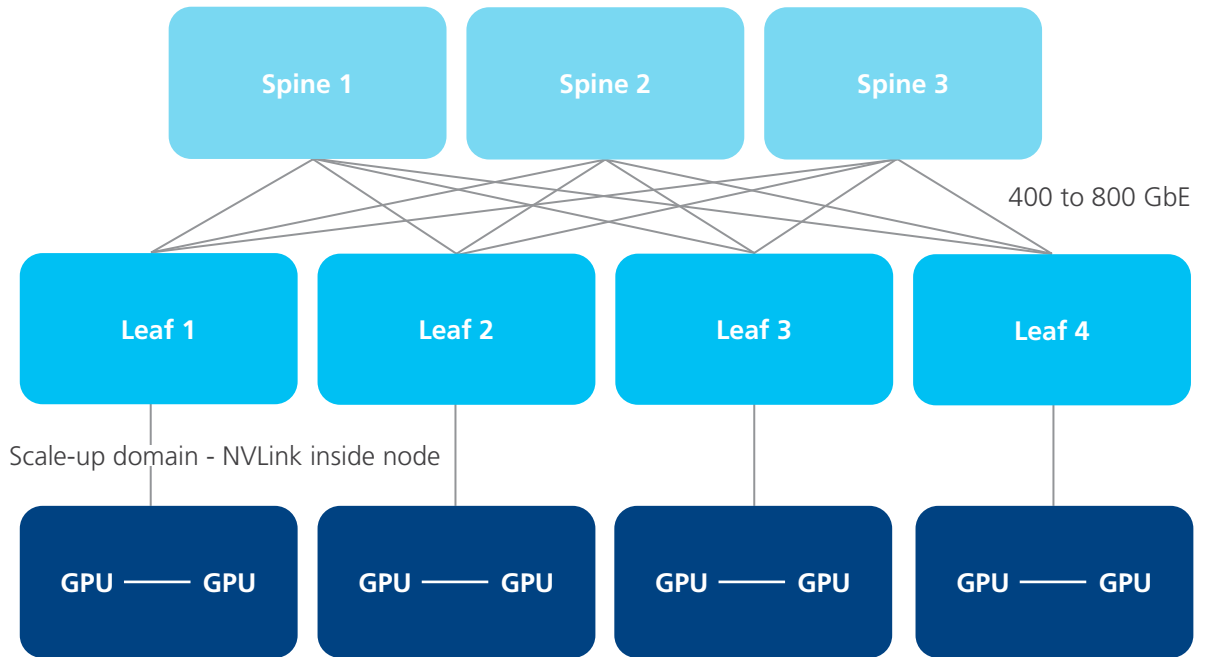 Spine 1
Spine 2
Spine 3
400 to 800 GbE
Leaf 1
Leaf 2
Leaf 3
Leaf 4
Scale-up domain - NVLink inside node
GPU GPU
GPU GPU
GPU GPU
GPU GPU